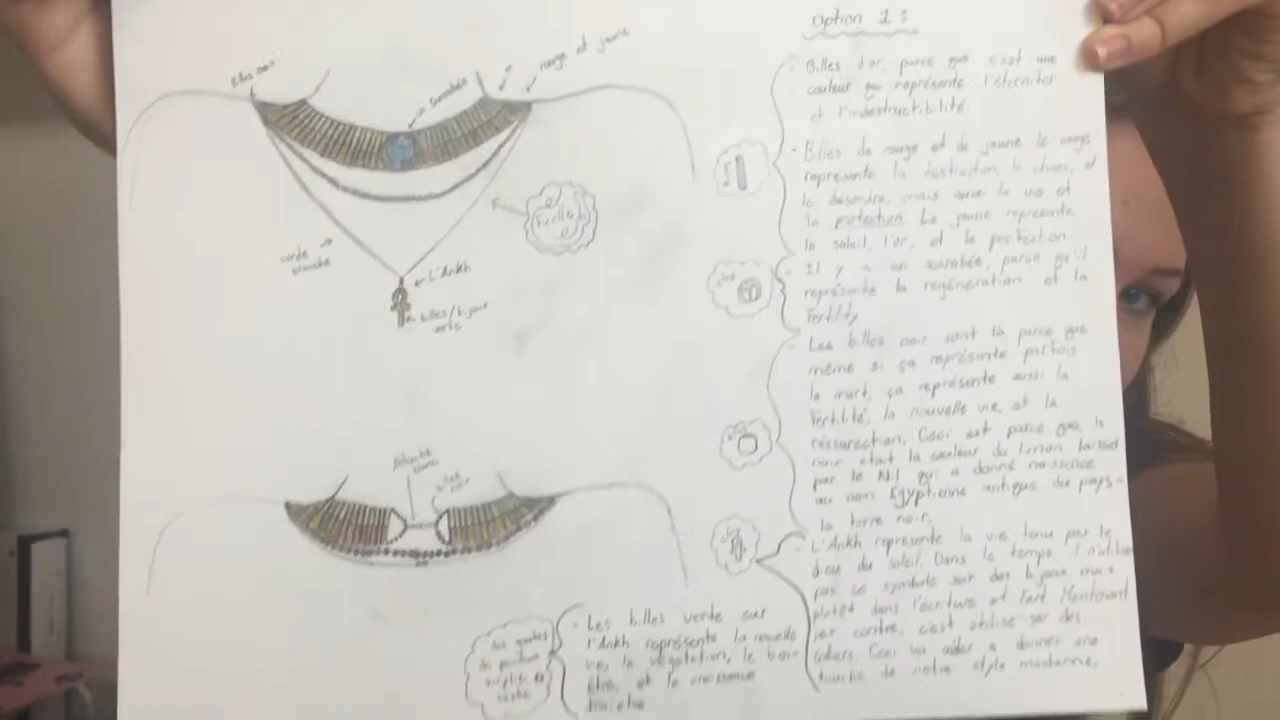 Option 1 :
Billes noir
scarabée
rouge et jaune
Ficelle
corde
blanche
L'Ankh
billes/bijoux
verts
- Billes d'or parce que c'est une
couleur qui représente l'éterniter
et l'indestructibilité.
- Billes de rouge et de jaune le rouge
représente la destruction, le chaos, et
le désordre, mais aussi la vie et
la protection. Le jaune représente
le soleil, l'or, et la perfection
- Il y a un scarabée, parce qu'il
représente la régénération et la
fertility
- Les billes noir sont là parce que
même si ça représente parfois
la mort, ça représente aussi la
fertilité, la nouvelle vie, et la
réssurection. Ceci est parce que le
noir était la couleur du limon laissé
par le Nil qui a donné naissance
au nom Égyptienne antique du pays-
la terre noir.
- L'Ankh représente la vie tenu par le
dieu du soleil. Dans le temps
pas ce symbole sur des bijoux mais
plutôt dans l'écriture et l'art
par contre, c'est utilisé sur des
colliers. Ceci va aider a donner une
touche de notre style moderne.
blanc
billes
noir
- Les billes verte sur
l'Ankh représente la nouvelle
vie, la végétation, le bien-
être, et la croissance
fraîche